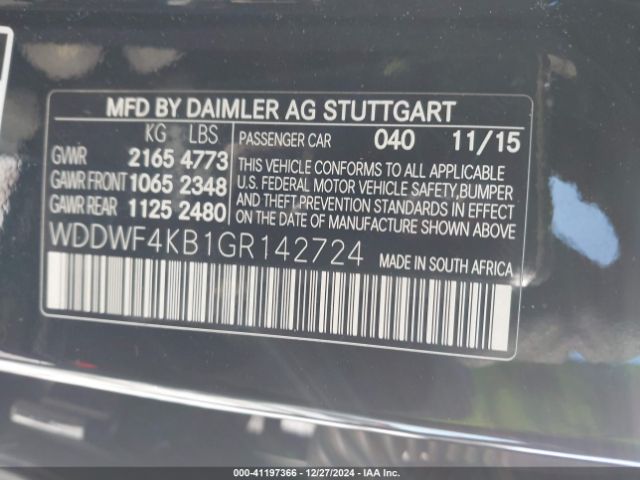 MFD BY DAIMLER AG STUTTGART
KG LBS PASSENGER CAR 040 11/15
GVWR 2165 4773
GAWR FRONT 1065 2348
GAWR REAR 1125 2480
THIS VEHICLE CONFORMS TO ALL APPLICABLE
U.S. FEDERAL MOTOR VEHICLE SAFETY, BUMPER
AND THEFT PREVENTION STANDARDS IN EFFECT
ON THE DATE OF MANUFACTURE SHOWN ABOVE
WDDWF4KB1GR142724 MADE IN SOUTH AFRICA
000-41197366 • 12/27/2024 • IAA, Inc.